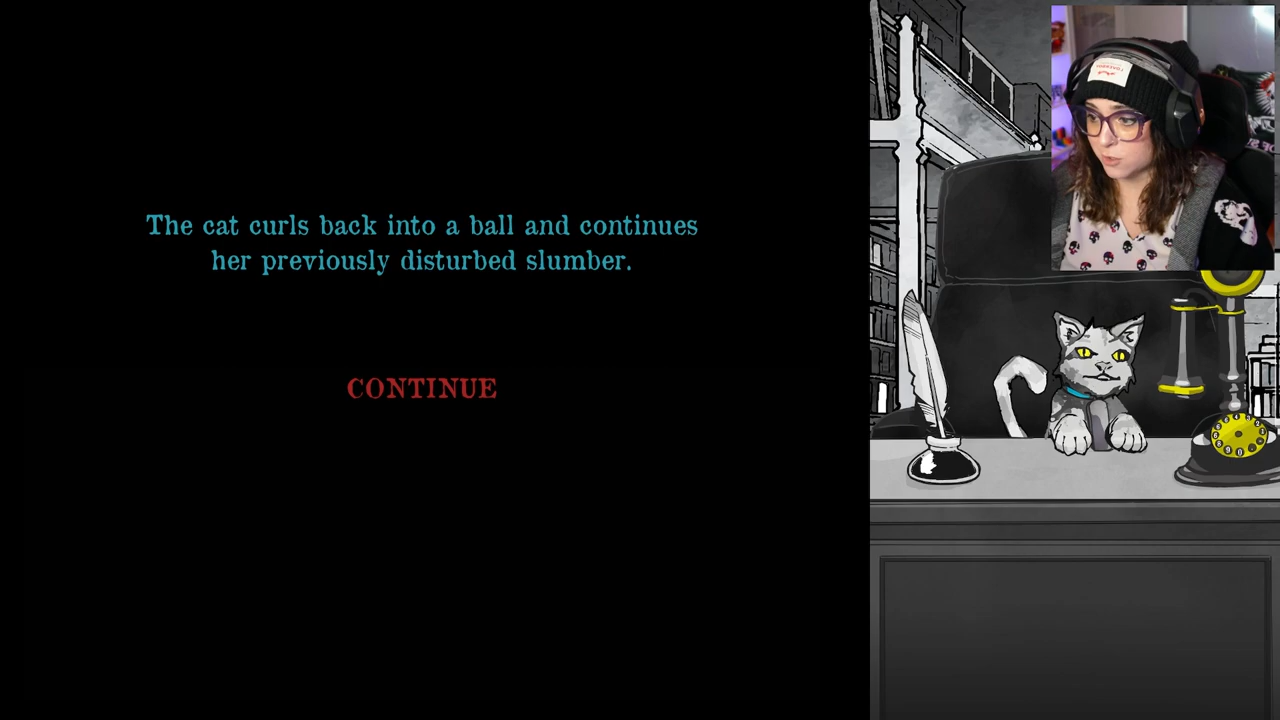 The cat curls back into a ball and continues
her previously disturbed slumber.
CONTINUE